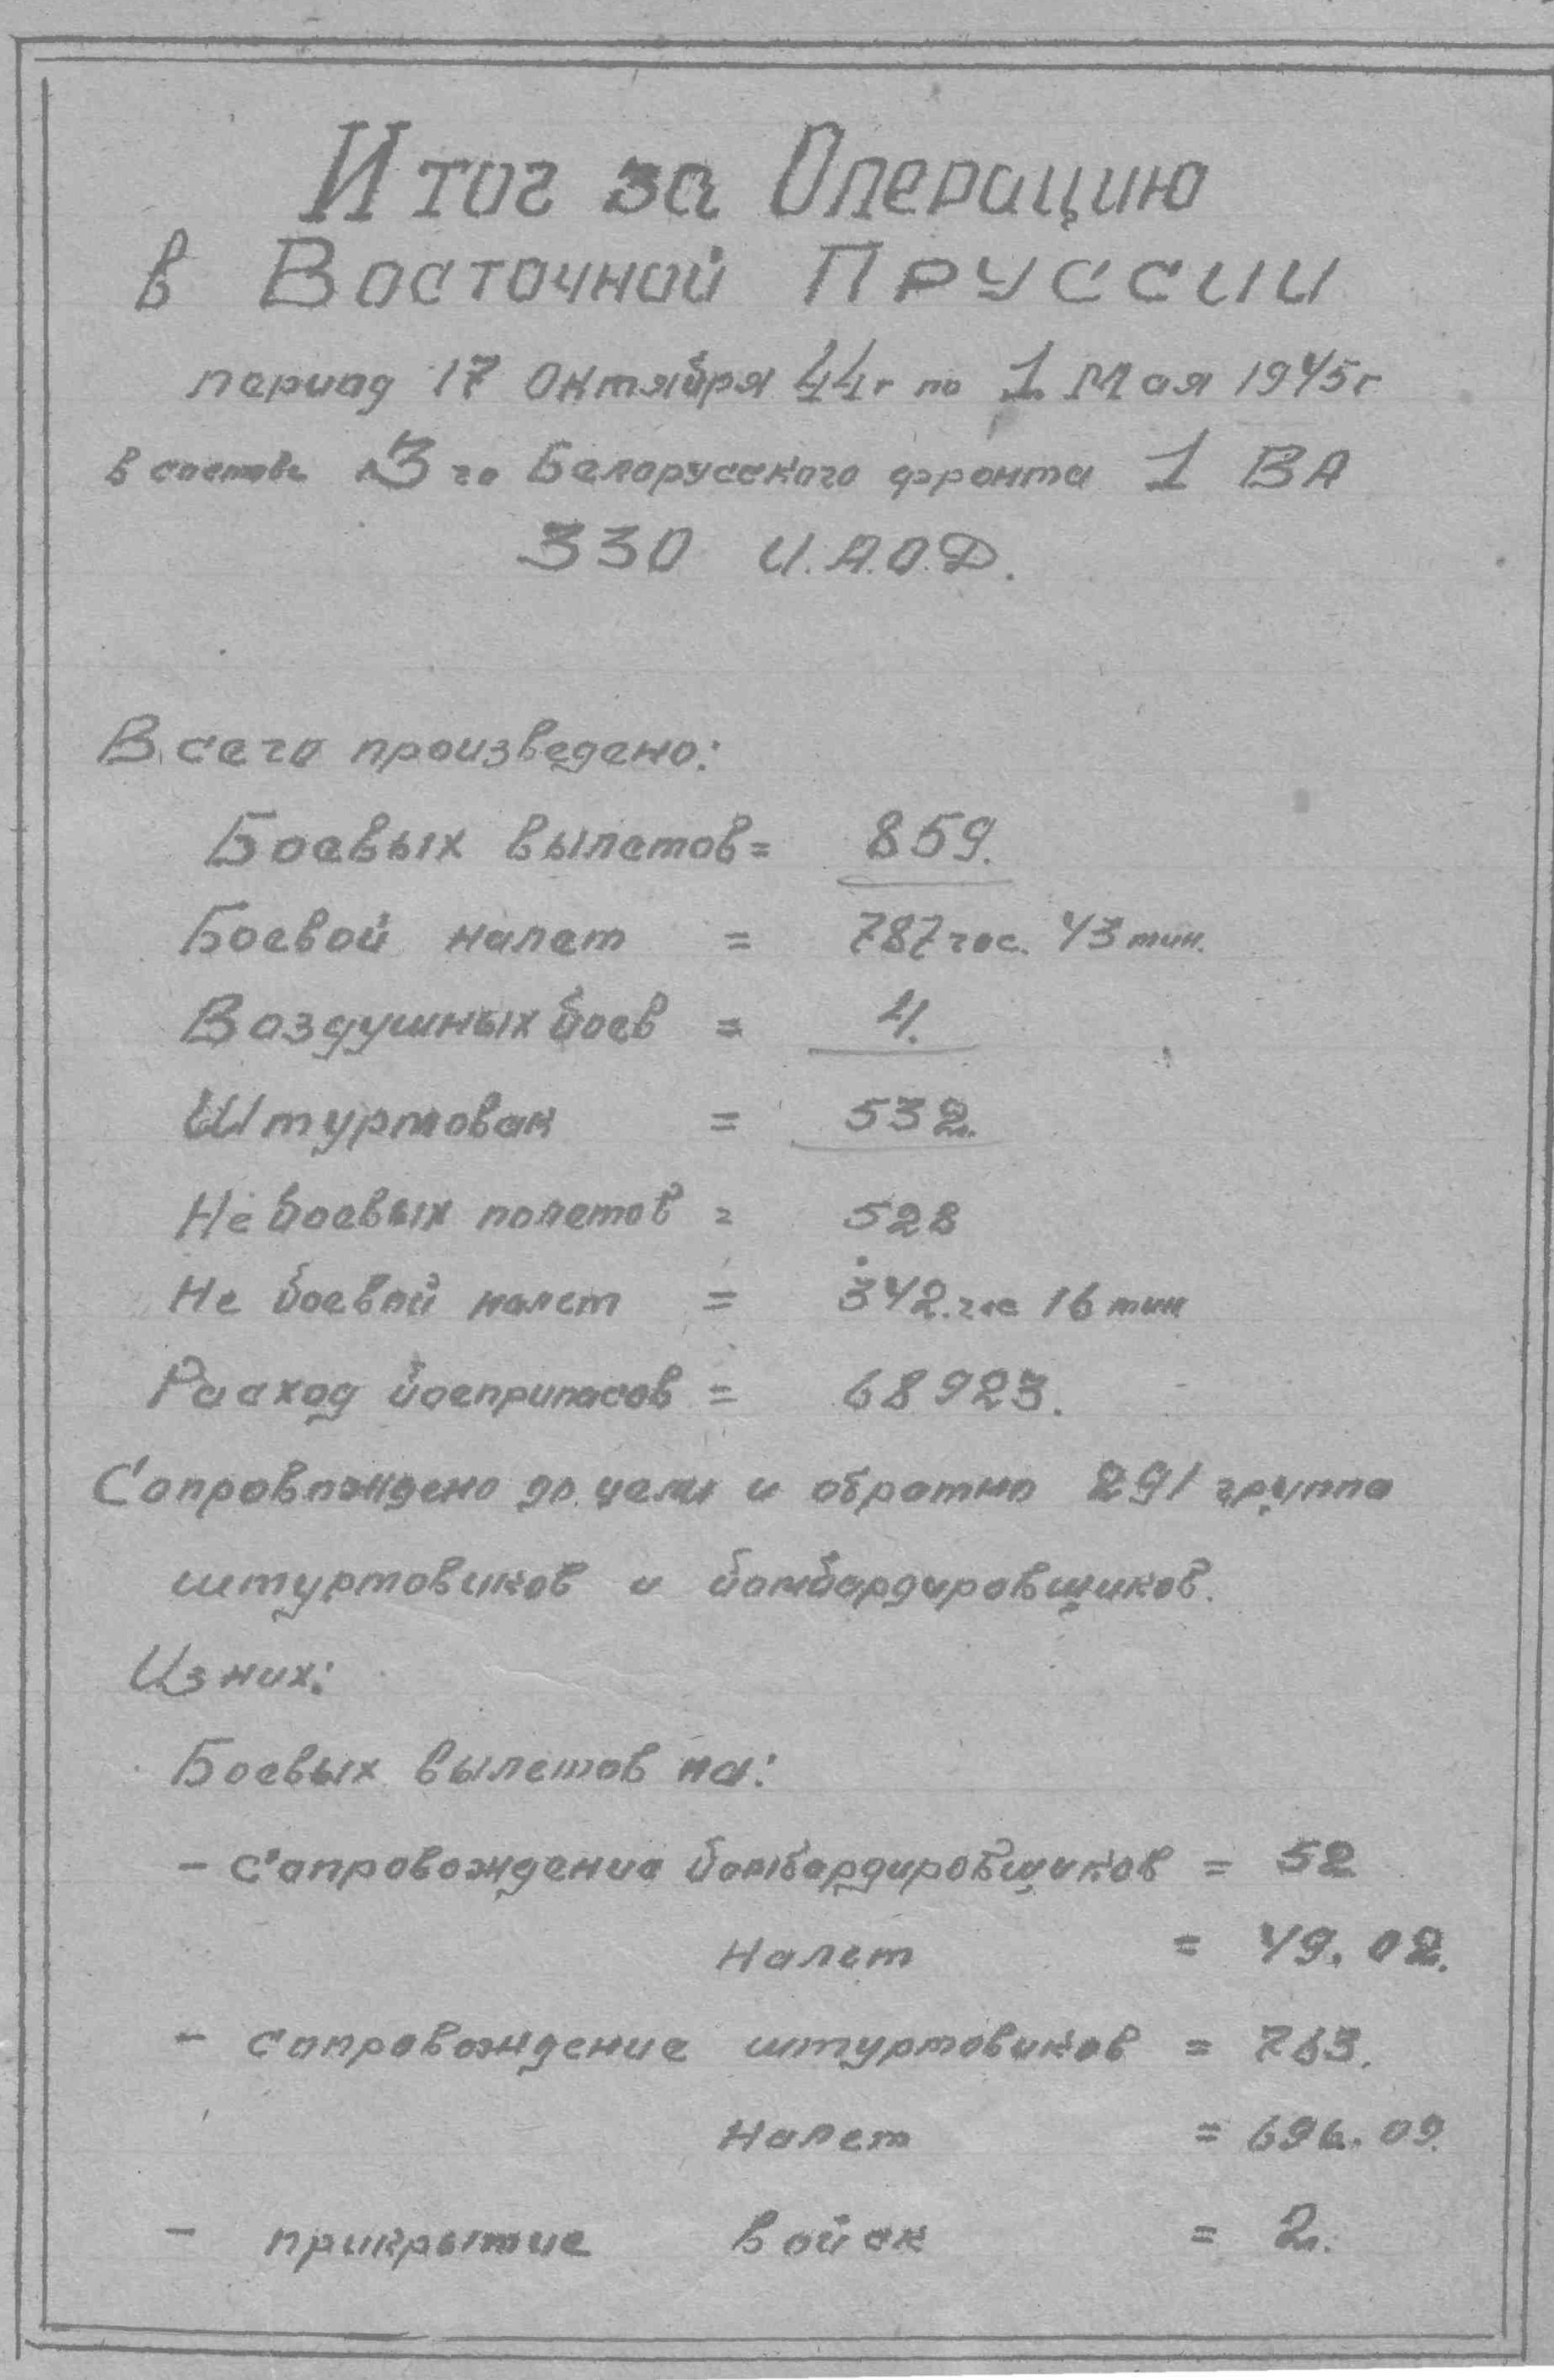 Итог за Операцию
в Восточной Пруссии
период 17 Октября 44г по 1 Мая 1945г
в составе 3го Белорусского фронта 1 ВА
330 И.А.О.Д.
Всего произведено:
Боевых вылетов = 859.
Боевой налет = 787 час. 43 мин.
Воздушных боев = 4.
Штурмовак = 532.
Не боевых полетов = 528
Не боевой налет = 342. час 16 мин
Расход боеприпасов = 68923.
Сопровождено до цели и обратно 291 группа
штурмовиков и бомбардировщиков.
Из них:
Боевых вылетов на:
- Сопровождение бомбардировщиков = 52
Налет = 49.02.
- сопровождение штурмовиков = 763.
Налет = 696.09.
- прикрытие войск = 2.